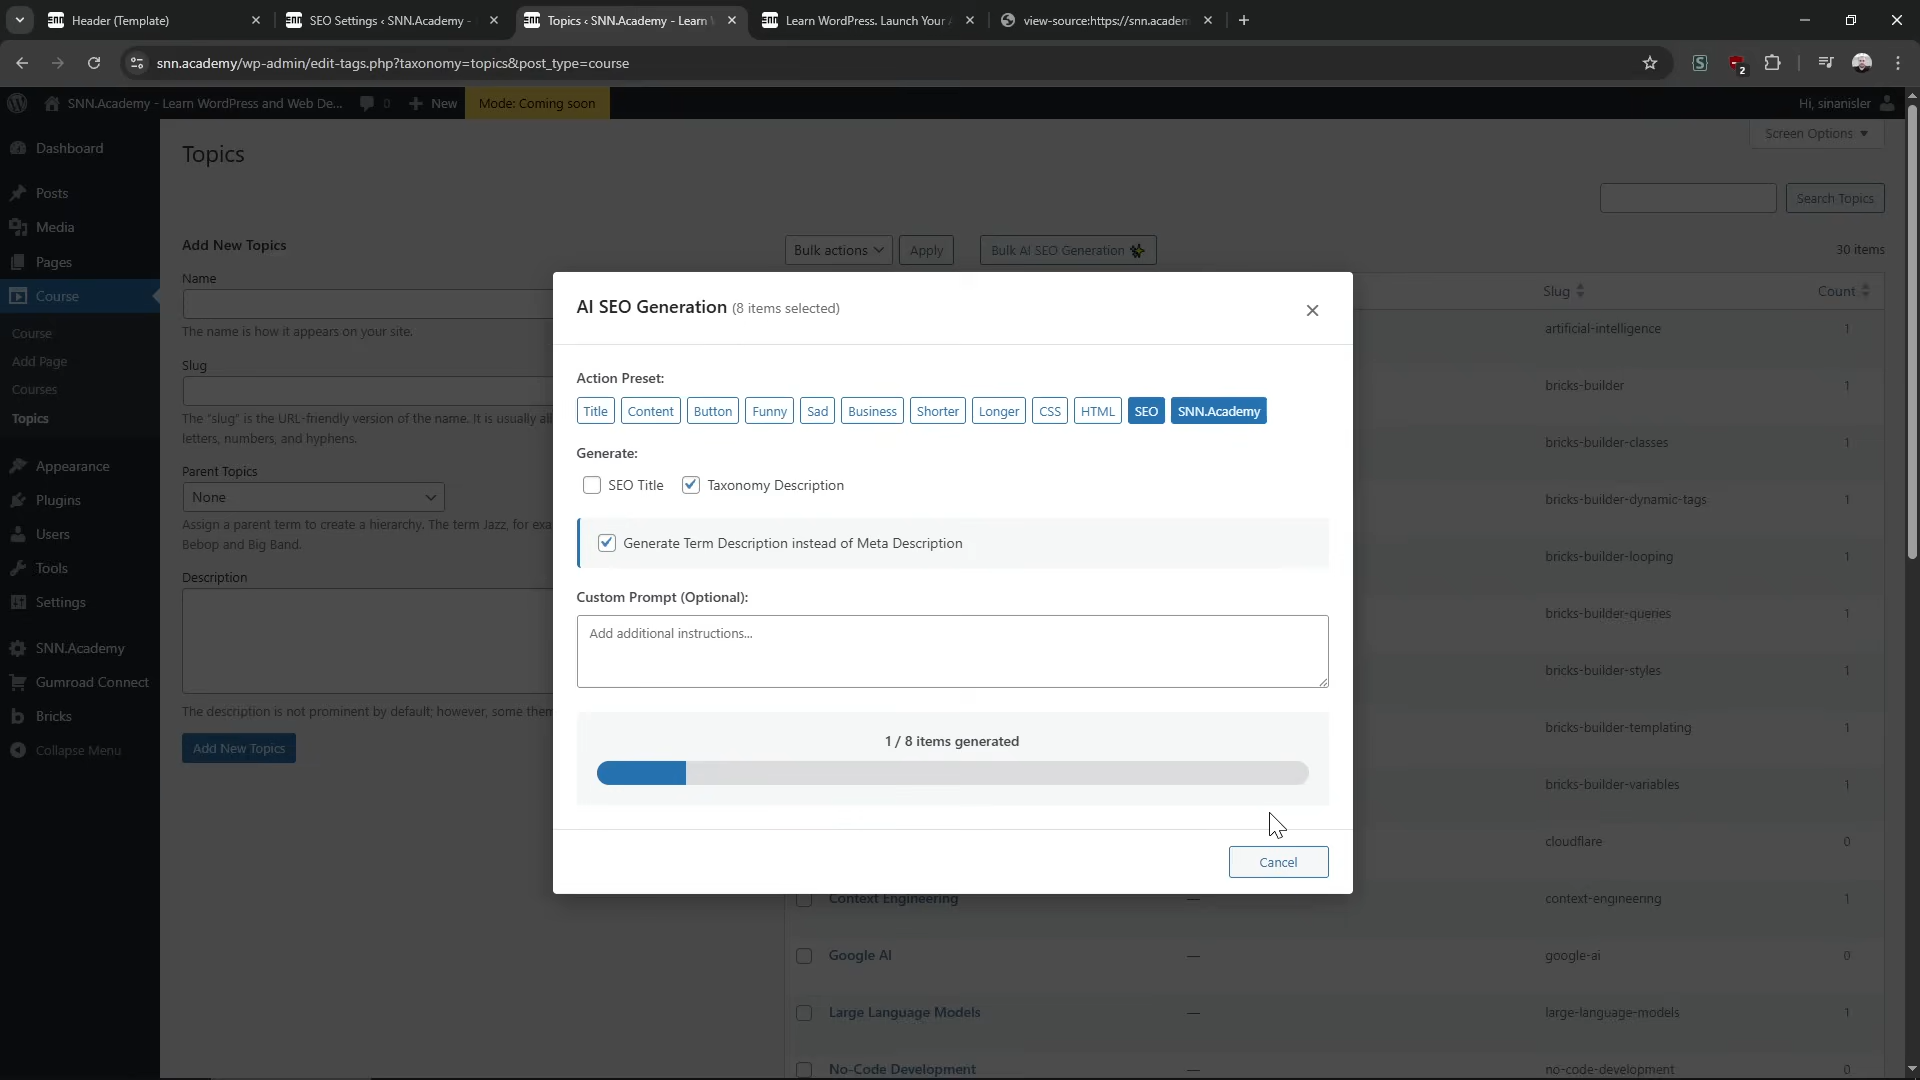 Header (Template)
SEO Settings ‹ SNN.Academy -
Topics ‹ SNN.Academy - Learn
Learn WordPress. Launch Your
view-source:https://snn.academ
snn.academy/wp-admin/edit-tags.php?taxonomy=topics&post_type=course
2
SNN.Academy - Learn WordPress and Web De...
0
New
Mode: Coming soon
Hi, sinanisler
Dashboard
Posts
Media
Pages
Course
Course
Add Page
Courses
Topics
Appearance
Plugins
Users
Tools
Settings
SNN.Academy
Gumroad Connect
Bricks
Collapse Menu
Topics
Screen Options
Search Topics
Add New Topics
Name
The name is how it appears on your site.
Slug
The "slug" is the URL-friendly version of the name. It is usually all
letters, numbers, and hyphens.
Parent Topics
None
Assign a parent term to create a hierarchy. The term Jazz, for exa
Bebop and Big Band.
Description
The description is not prominent by default; however, some them
Add New Topics
Bulk actions
Apply
Bulk AI SEO Generation
30 items
Slug
Count
artificial-intelligence 1
bricks-builder 1
bricks-builder-classes 1
bricks-builder-dynamic-tags 1
bricks-builder-looping 1
bricks-builder-queries 1
bricks-builder-styles 1
bricks-builder-templating 1
bricks-builder-variables 1
cloudflare 0
Context Engineering — context-engineering 1
Google AI — google-ai 0
Large Language Models — large-language-models 1
No-Code Development — no-code-development 0
AI SEO Generation (8 items selected)
Action Preset:
Title Content Button Funny Sad Business Shorter Longer CSS HTML SEO SNN.Academy
Generate:
SEO Title Taxonomy Description
Generate Term Description instead of Meta Description
Custom Prompt (Optional):
Add additional instructions...
1 / 8 items generated
Cancel